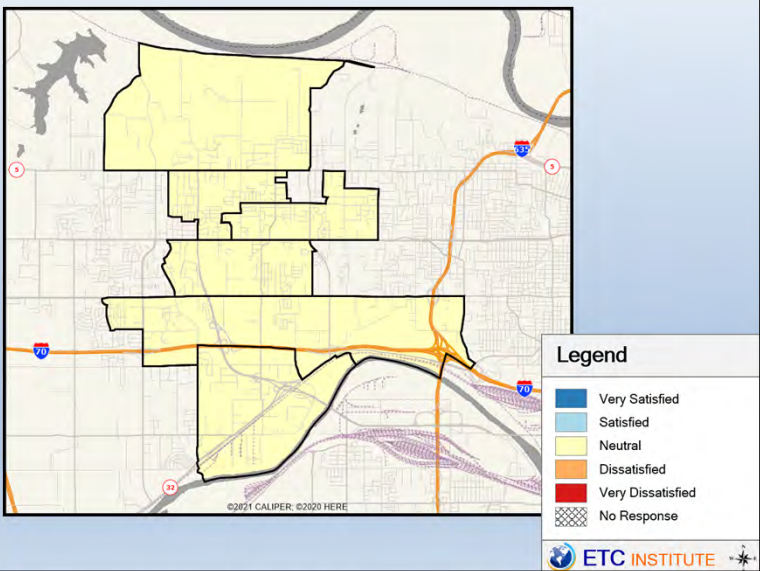 635
5
5
70
70
32
©2021 CALIPER; ©2020 HERE
Legend
Very Satisfied
Satisfied
Neutral
Dissatisfied
Very Dissatisfied
No Response
ETC INSTITUTE